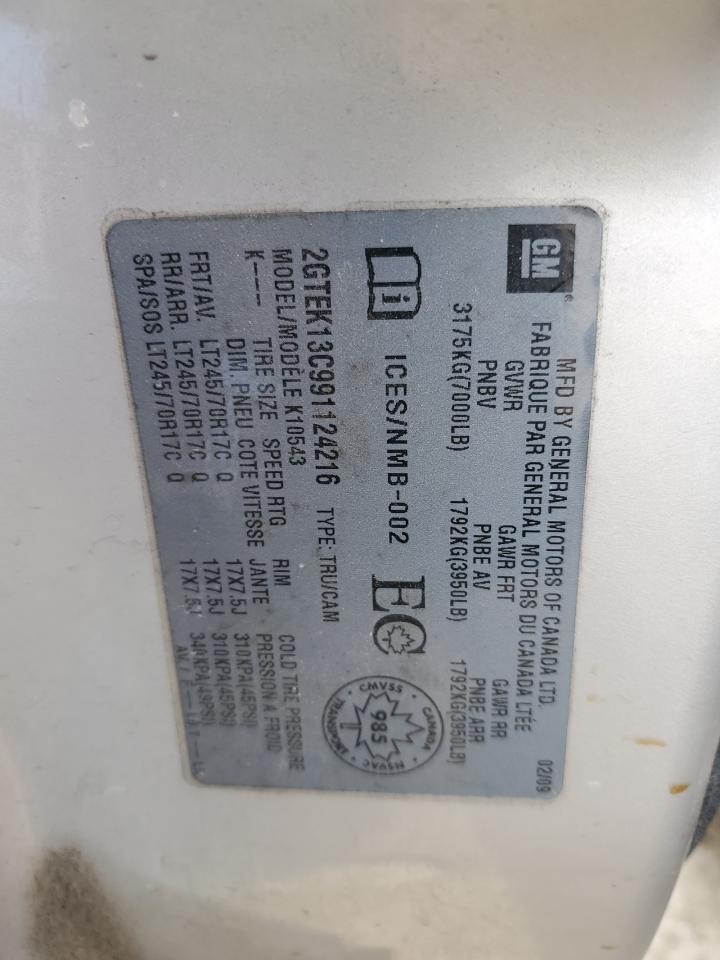 GM
MFD BY GENERAL MOTORS OF CANADA LTD.
FABRIQUE PAR GENERAL MOTORS DU CANADA LTÉE
02/09
GVWR GAWR FRT GAWR RR
PNBV PNBE AV PNBE ARR
3175KG(7000LB) 1792KG(3950LB) 1792KG(3950LB)
i ICES/NMB-002 EC
CMVSS CANADA NSVAC TRANSPORT
985
2GTEK13C991124216 TYPE: TRU/CAM
MODEL/MODÈLE K10543
K--- TIRE SIZE SPEED RTG RIM COLD TIRE PRESSURE
DIM. PNEU COTE VITESSE JANTE PRESSION A FROID
FRT/AV. LT245/70R17C Q 17X7.5J 310KPA(45PSI)
RR/ARR. LT245/70R17C Q 17X7.5J 310KPA(45PSI)
SPA/SOS LT245/70R17C Q 17X7.5J